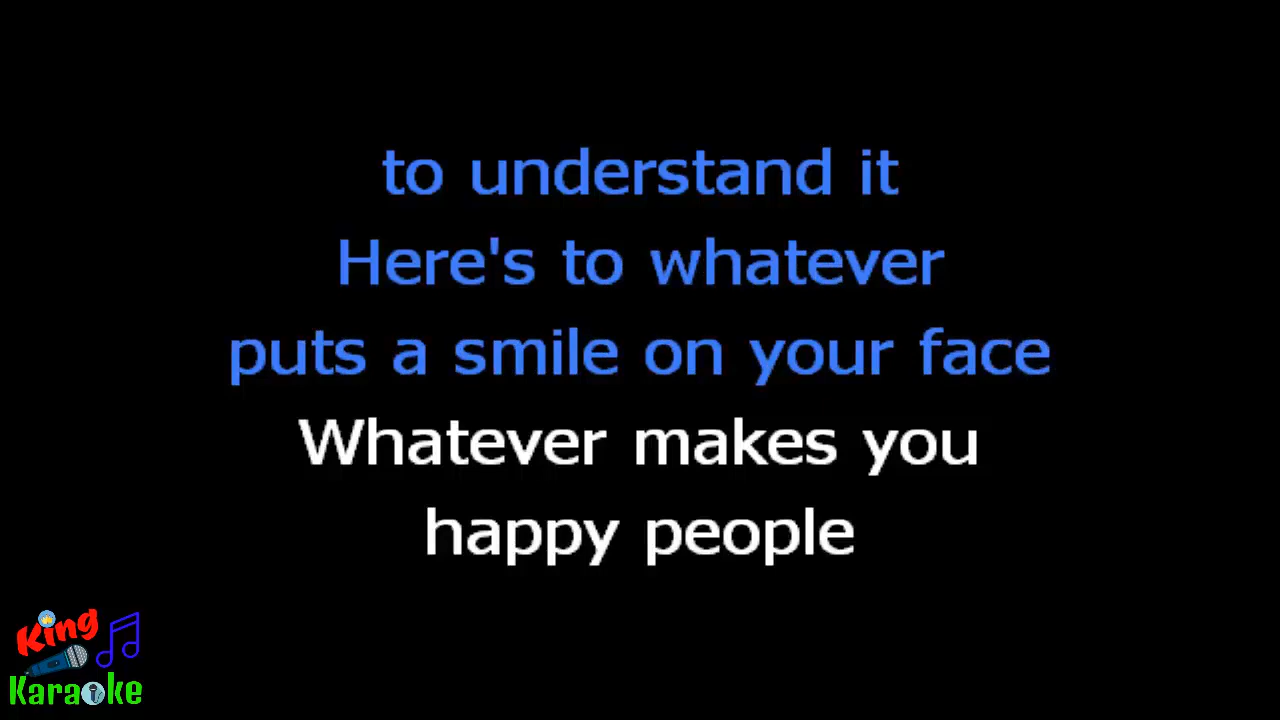 to understand it
Here's to whatever
puts a smile on your face
Whatever makes you
happy people
King
Karaoke